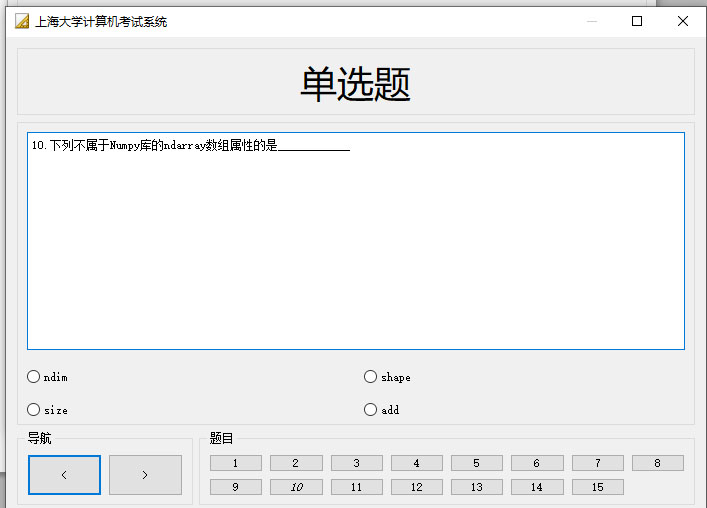 上海大学计算机考试系统
单选题
10.下列不属于Numpy库的ndarray数组属性的是____________
ndim shape
size add
导航 题目
< > 1 2 3 4 5 6 7 8
9 10 11 12 13 14 15